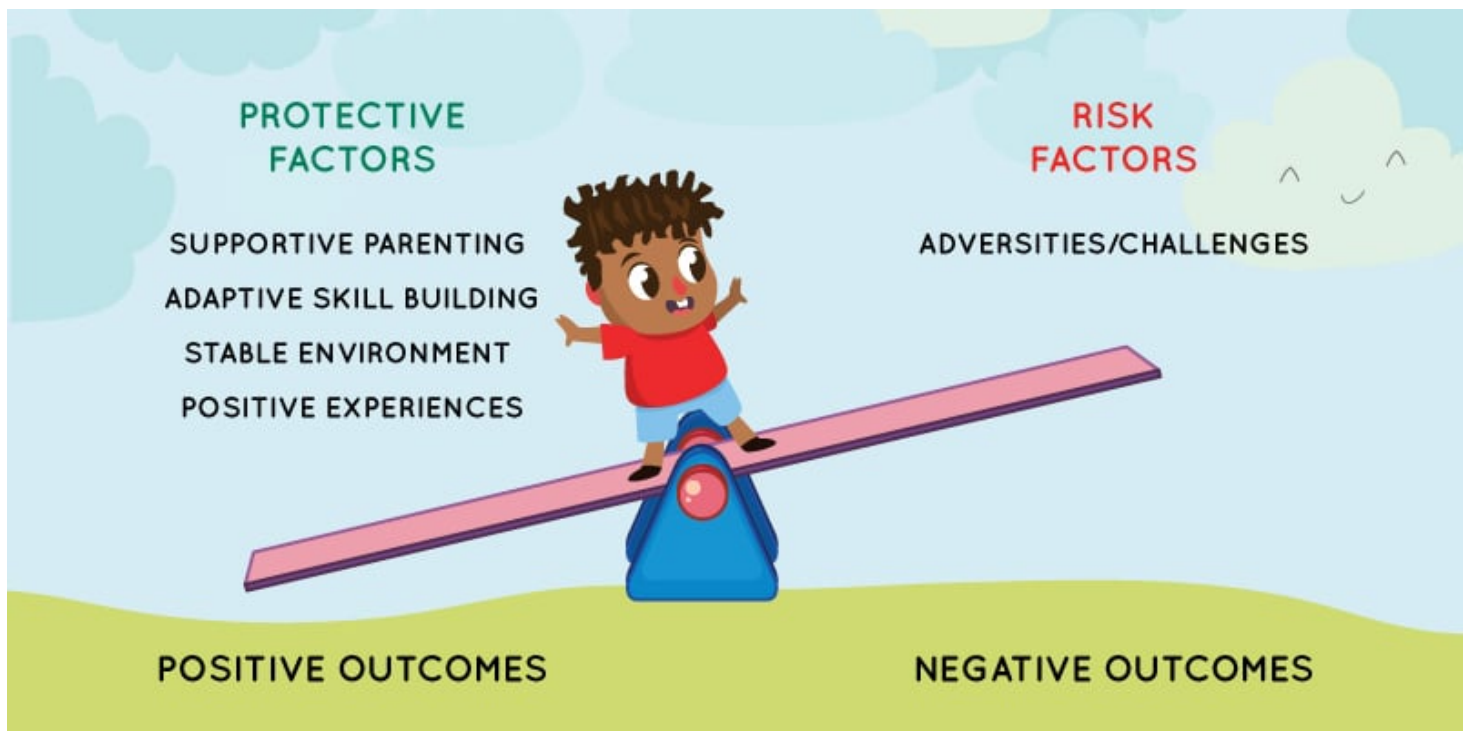 PROTECTIVE
FACTORS
SUPPORTIVE PARENTING
ADAPTIVE SKILL BUILDING
STABLE ENVIRONMENT
POSITIVE EXPERIENCES
RISK
FACTORS
ADVERSITIES/CHALLENGES
POSITIVE OUTCOMES
NEGATIVE OUTCOMES